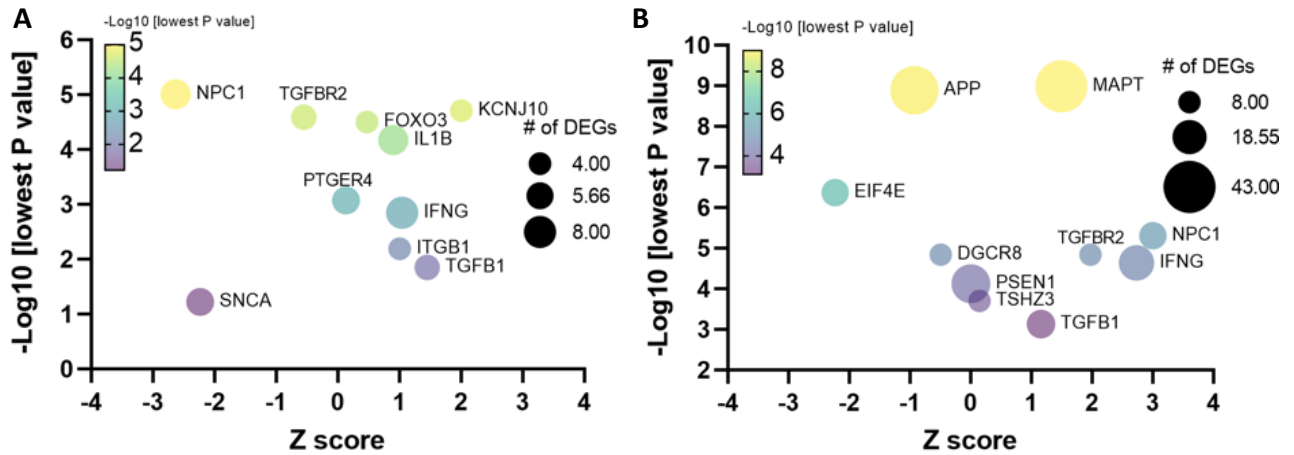 A
-Log10 [lowest P value]
5
4
3
2
6
5
4
3
2
1
0
-Log10 [lowest P value]
NPC1
TGFBR2
FOXO3
KCNJ10
IL1B
PTGER4
IFNG
ITGB1
TGFB1
SNCA
# of DEGs
4.00
5.66
8.00
-4 -3 -2 -1 0 1 2 3 4
Z score
B
-Log10 [lowest P value]
8
6
4
10
9
8
7
6
5
4
3
2
-Log10 [lowest P value]
APP
MAPT
EIF4E
DGCR8
TGFBR2
NPC1
IFNG
PSEN1
TSHZ3
TGFB1
# of DEGs
8.00
18.55
43.00
-4 -3 -2 -1 0 1 2 3 4
Z score